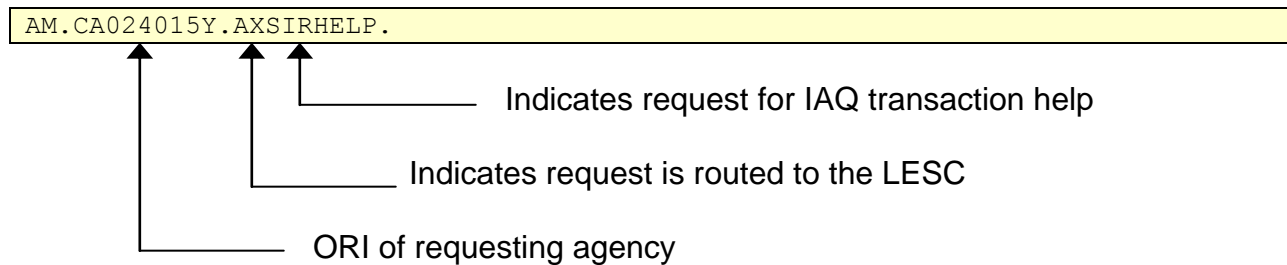 AM.CA024015Y.AXSIRHELP.
Indicates request for IAQ transaction help
Indicates request is routed to the LESC
ORI of requesting agency